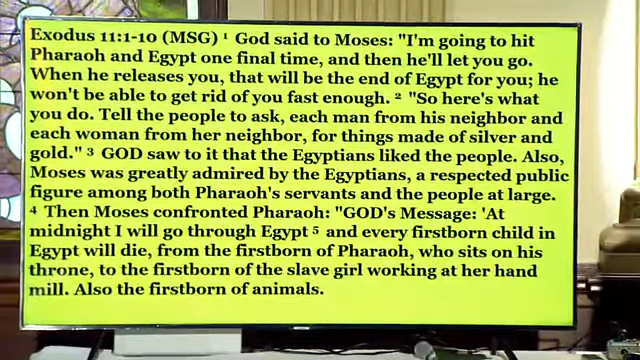 Exodus 11:1-10 (MSG) ¹ God said to Moses: "I'm going to hit
Pharaoh and Egypt one final time, and then he'll let you go.
When he releases you, that will be the end of Egypt for you; he
won't be able to get rid of you fast enough. ² "So here's what
you do. Tell the people to ask, each man from his neighbor and
each woman from her neighbor, for things made of silver and
gold." ³ GOD saw to it that the Egyptians liked the people. Also,
Moses was greatly admired by the Egyptians, a respected public
figure among both Pharaoh's servants and the people at large.
⁴ Then Moses confronted Pharaoh: "GOD's Message: 'At
midnight I will go through Egypt ⁵ and every firstborn child in
Egypt will die, from the firstborn of Pharaoh, who sits on his
throne, to the firstborn of the slave girl working at her hand
mill. Also the firstborn of animals.